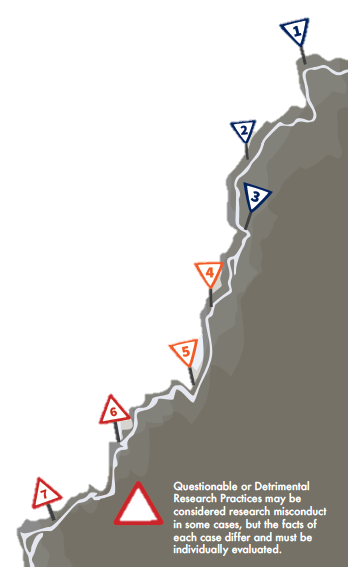 1
2
3
4
5
6
7
Questionable or Detrimental
Research Practices may be
considered research misconduct
in some cases, but the facts of
each case differ and must be
individually evaluated.